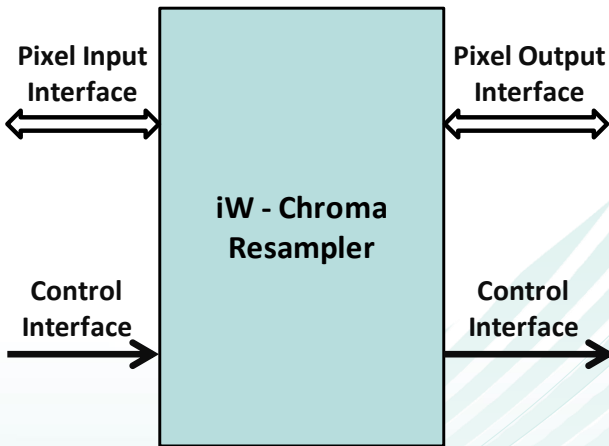 Pixel Input
Interface
Pixel Output
Interface
iW - Chroma
Resampler
Control
Interface
Control
Interface